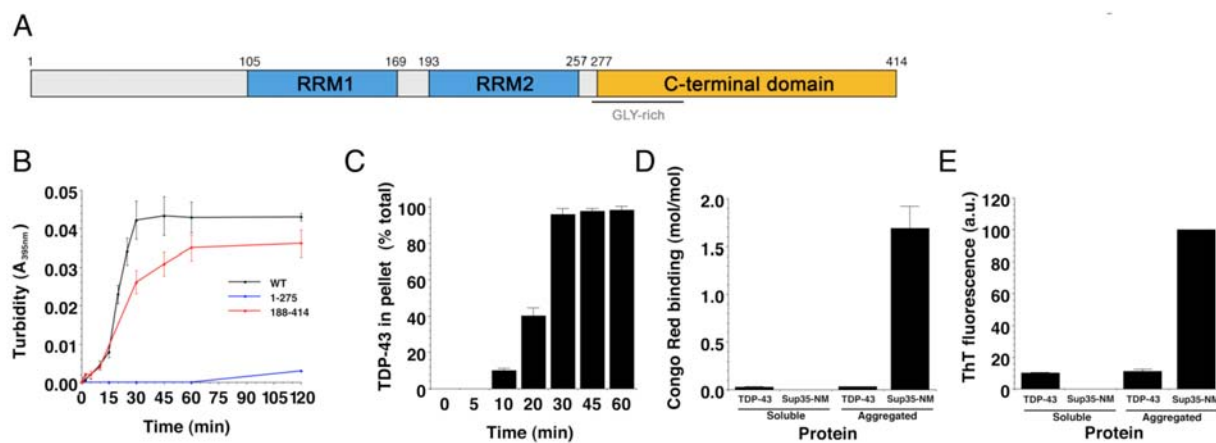 A
1 105 169 193 257 277 414
RRM1 RRM2 C-terminal domain
GLY-rich
B
Turbidity (A 395nm)
0.05
0.04
0.03
0.02
0.01
0.00
WT
1-275
188-414
0 15 30 45 60 75 90 105 120
Time (min)
C
TDP-43 in pellet (% total)
100
80
60
40
20
0
0 5 10 20 30 45 60
Time (min)
D
Congo Red binding (mol/mol)
2.0
1.5
1.0
0.5
0.0
TDP-43 Sup35-NM TDP-43 Sup35-NM
Soluble Aggregated
Protein
E
ThT fluorescence (a.u.)
120
100
80
60
40
20
0
TDP-43 Sup35-NM TDP-43 Sup35-NM
Soluble Aggregated
Protein